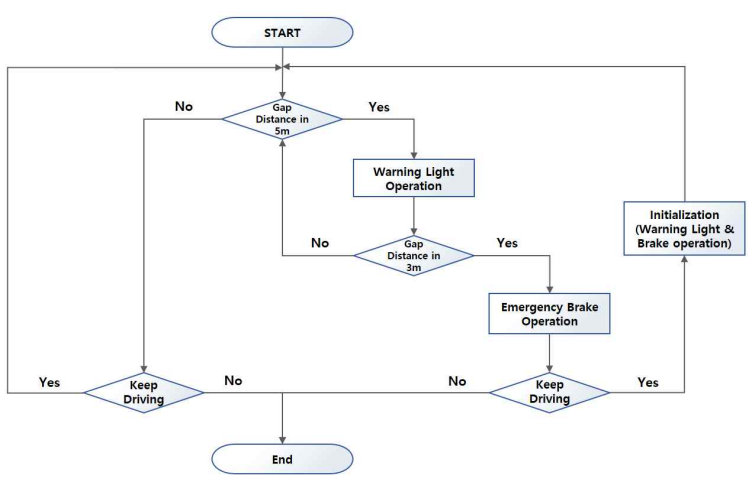 START
No
Gap
Distance in
5m
Yes
Warning Light
Operation
Initialization
(Warning Light &
Brake operation)
No
Gap
Distance in
3m
Yes
Emergency Brake
Operation
Yes
Keep
Driving
No
No
Keep
Driving
Yes
End